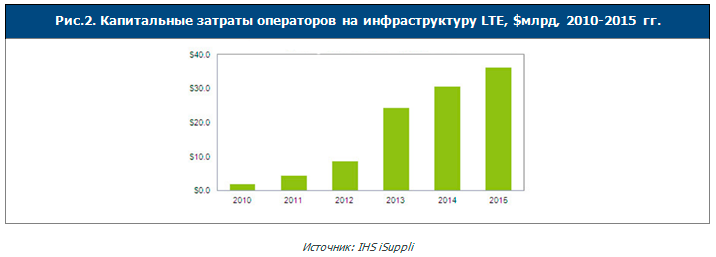 Рис.2. Капитальные затраты операторов на инфраструктуру LTE, $млрд, 2010-2015 гг.
$40.0
$30.0
$20.0
$10.0
$0.0
2010 2011 2012 2013 2014 2015
Источник: IHS iSuppli